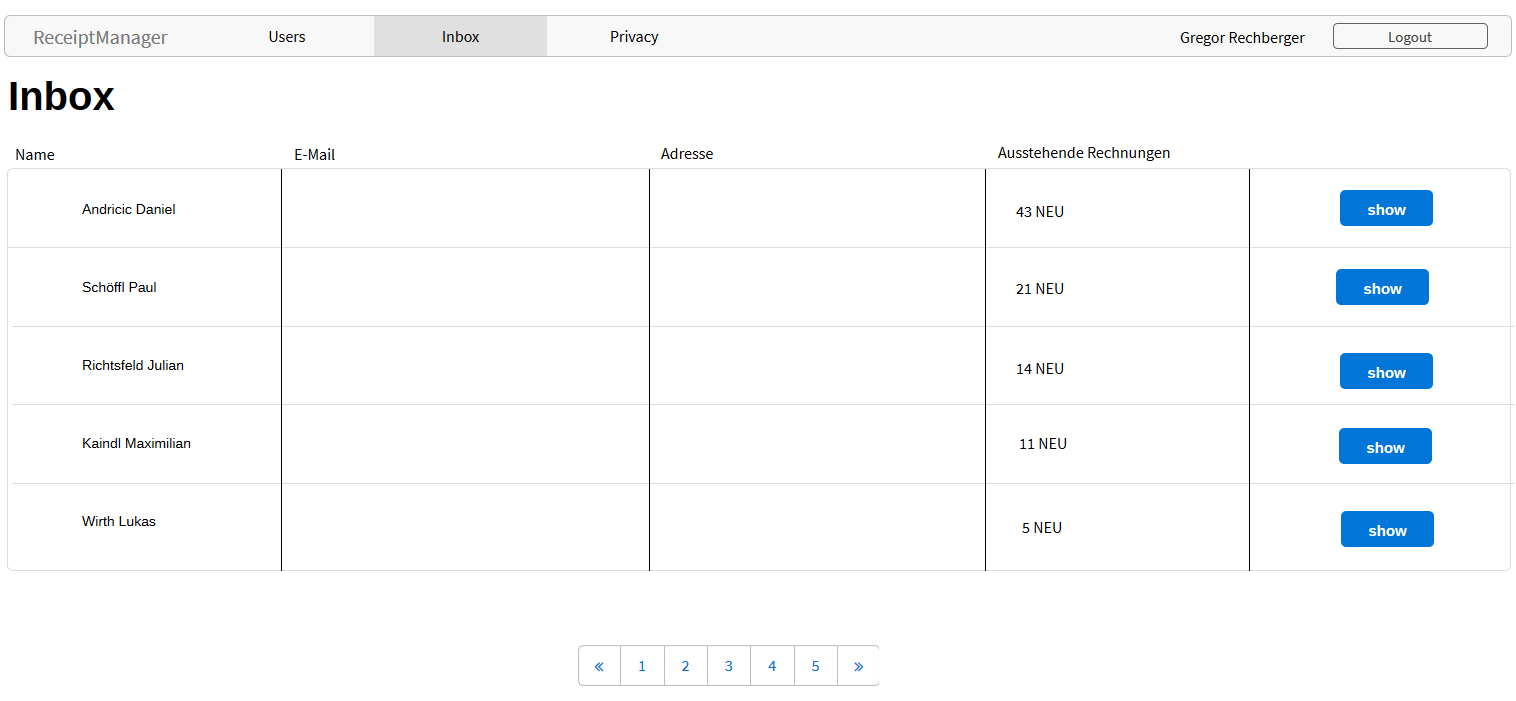 ReceiptManager Users Inbox Privacy Gregor Rechberger Logout
Inbox
Name E-Mail Adresse Ausstehende Rechnungen
Andricic Daniel 43 NEU show
Schöffl Paul 21 NEU show
Richtsfeld Julian 14 NEU show
Kaindl Maximilian 11 NEU show
Wirth Lukas 5 NEU show
« 1 2 3 4 5 »